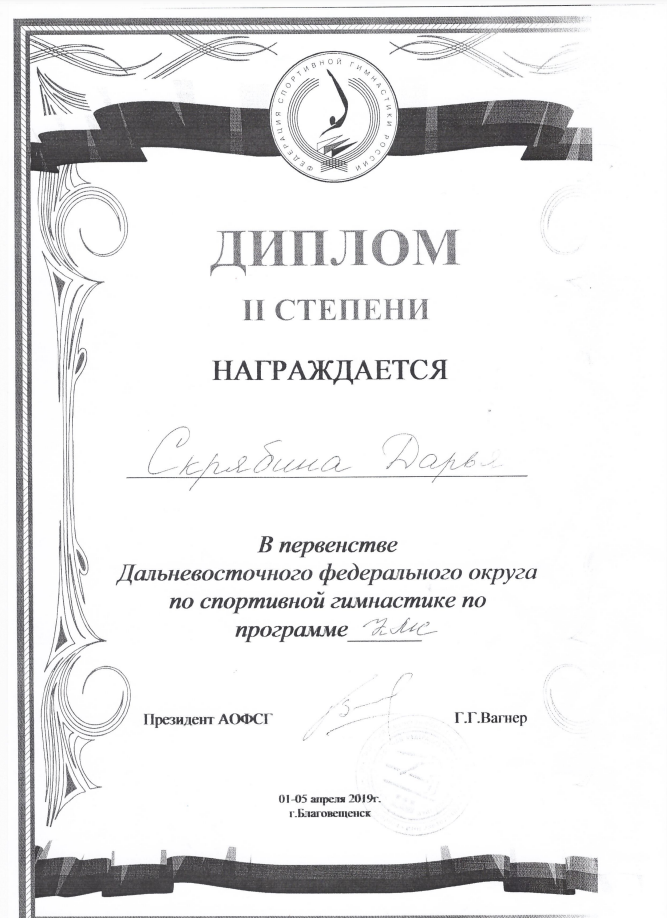 ФЕДЕРАЦИЯ СПОРТИВНОЙ ГИМНАСТИКИ РОССИИ
ДИПЛОМ
II СТЕПЕНИ
НАГРАЖДАЕТСЯ
Скрябина Дарья
В первенстве
Дальневосточного федерального округа
по спортивной гимнастике по
программе КМС
Президент АОФСГ Г.Г.Вагнер
01-05 апреля 2019г.
г.Благовещенск